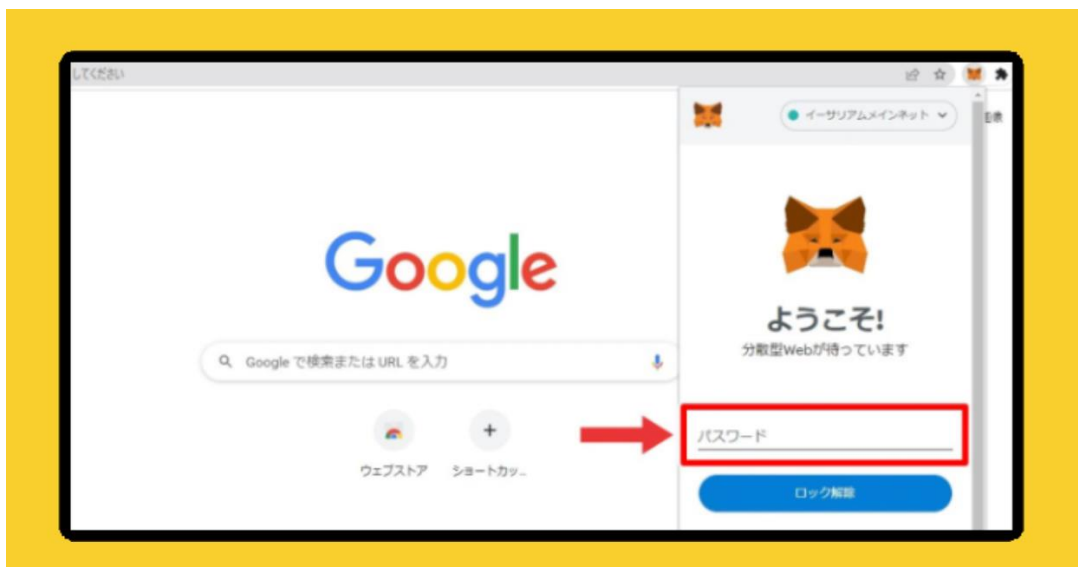 してください
イーサリアムメインネット
画像
Google
ようこそ!
分散型Webが待っています
Google で検索または URL を入力
パスワード
ウェブストア
ショートカッ...
ロック解除